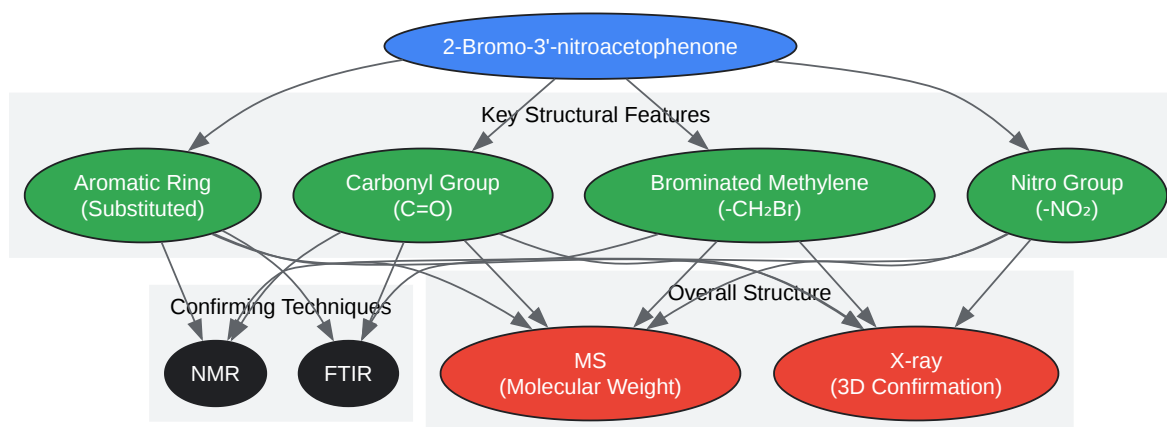 2-Bromo-3'-nitroacetophenone
Key Structural Features
Aromatic Ring
(Substituted)
Carbonyl Group
(C=O)
Brominated Methylene
(-CH₂Br)
Nitro Group
(-NO₂)
Confirming Techniques
Overall Structure
NMR
FTIR
MS
(Molecular Weight)
X-ray
(3D Confirmation)